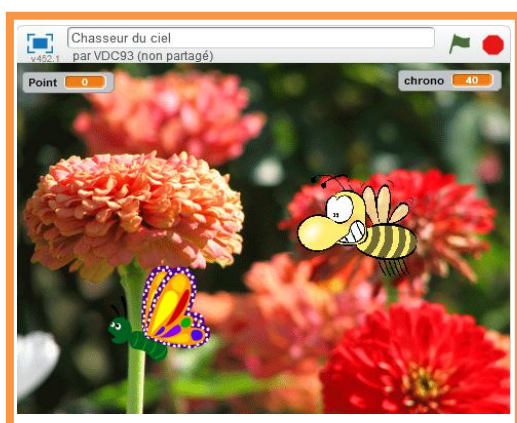 Chasseur du ciel
v452.1 par VDC93 (non partagé)
Point 0
chrono 40